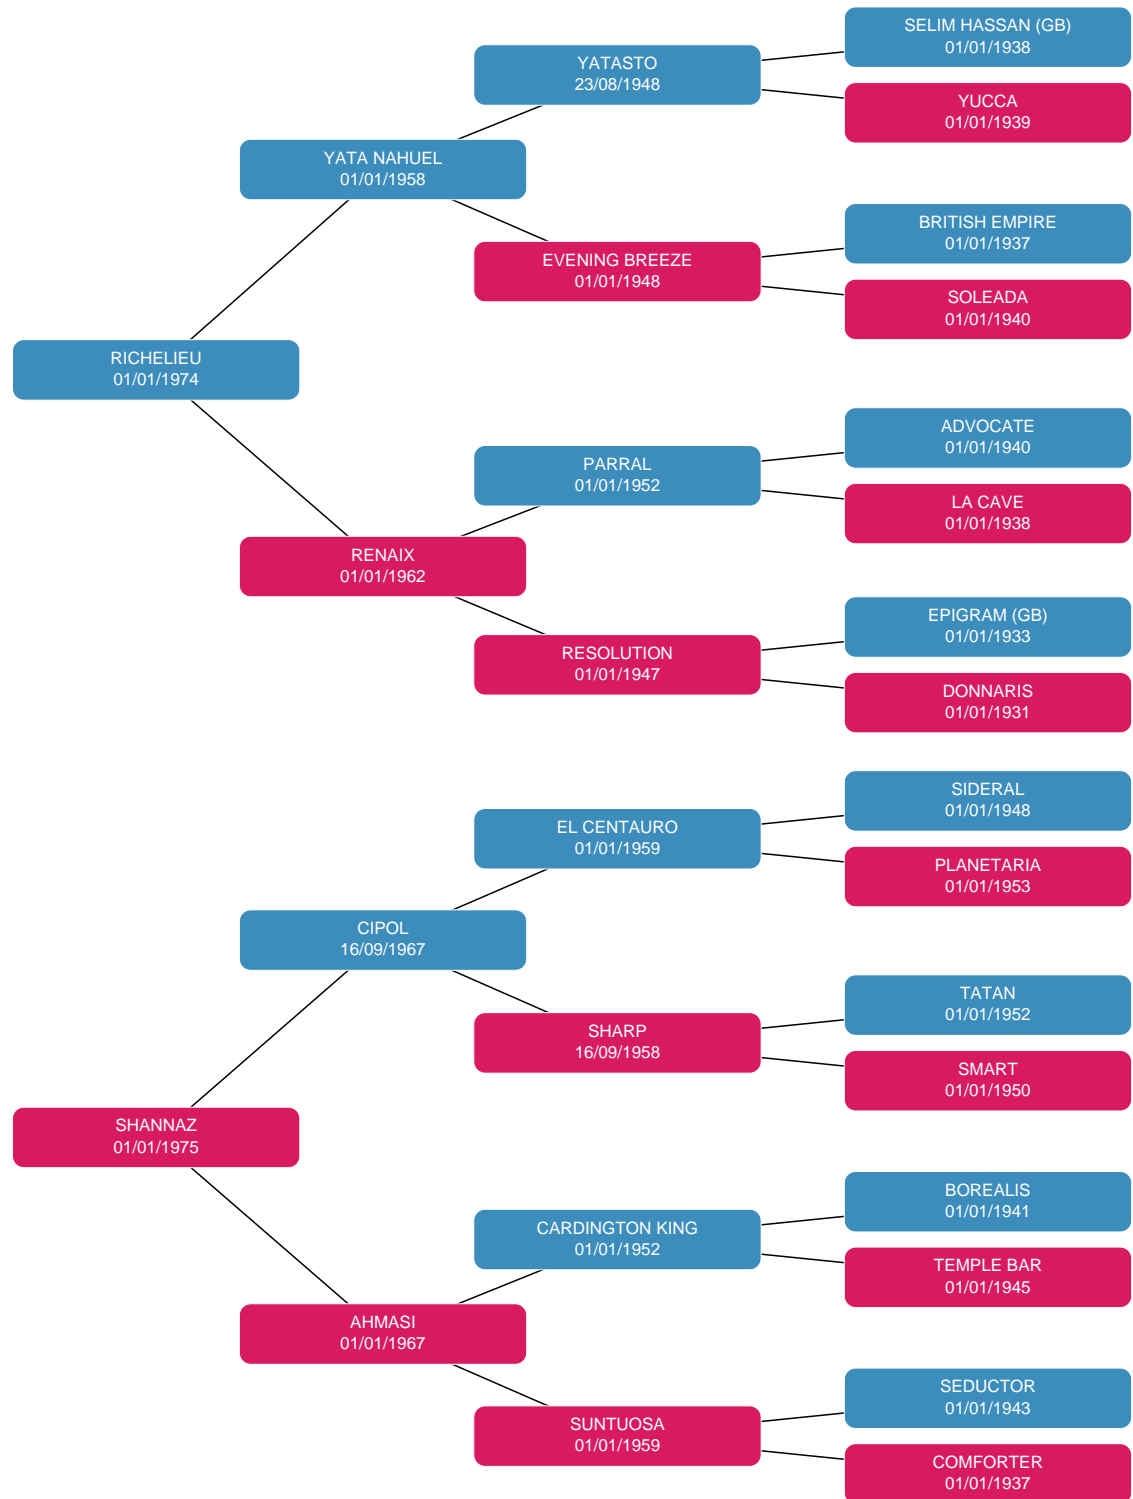 SELIM HASSAN (GB)
01/01/1938
YATASTO
23/08/1948
YUCCA
01/01/1939
YATA NAHUEL
01/01/1958
BRITISH EMPIRE
01/01/1937
EVENING BREEZE
01/01/1948
SOLEADA
01/01/1940
RICHELIEU
01/01/1974
ADVOCATE
01/01/1940
PARRAL
01/01/1952
LA CAVE
01/01/1938
RENAIX
01/01/1962
EPIGRAM (GB)
01/01/1933
RESOLUTION
01/01/1947
DONNARIS
01/01/1931
SIDERAL
01/01/1948
EL CENTAURO
01/01/1959
PLANETARIA
01/01/1953
CIPOL
16/09/1967
TATAN
01/01/1952
SHARP
16/09/1958
SMART
01/01/1950
SHANNAZ
01/01/1975
BOREALIS
01/01/1941
CARDINGTON KING
01/01/1952
TEMPLE BAR
01/01/1945
AHMASI
01/01/1967
SEDUCTOR
01/01/1943
SUNTUOSA
01/01/1959
COMFORTER
01/01/1937